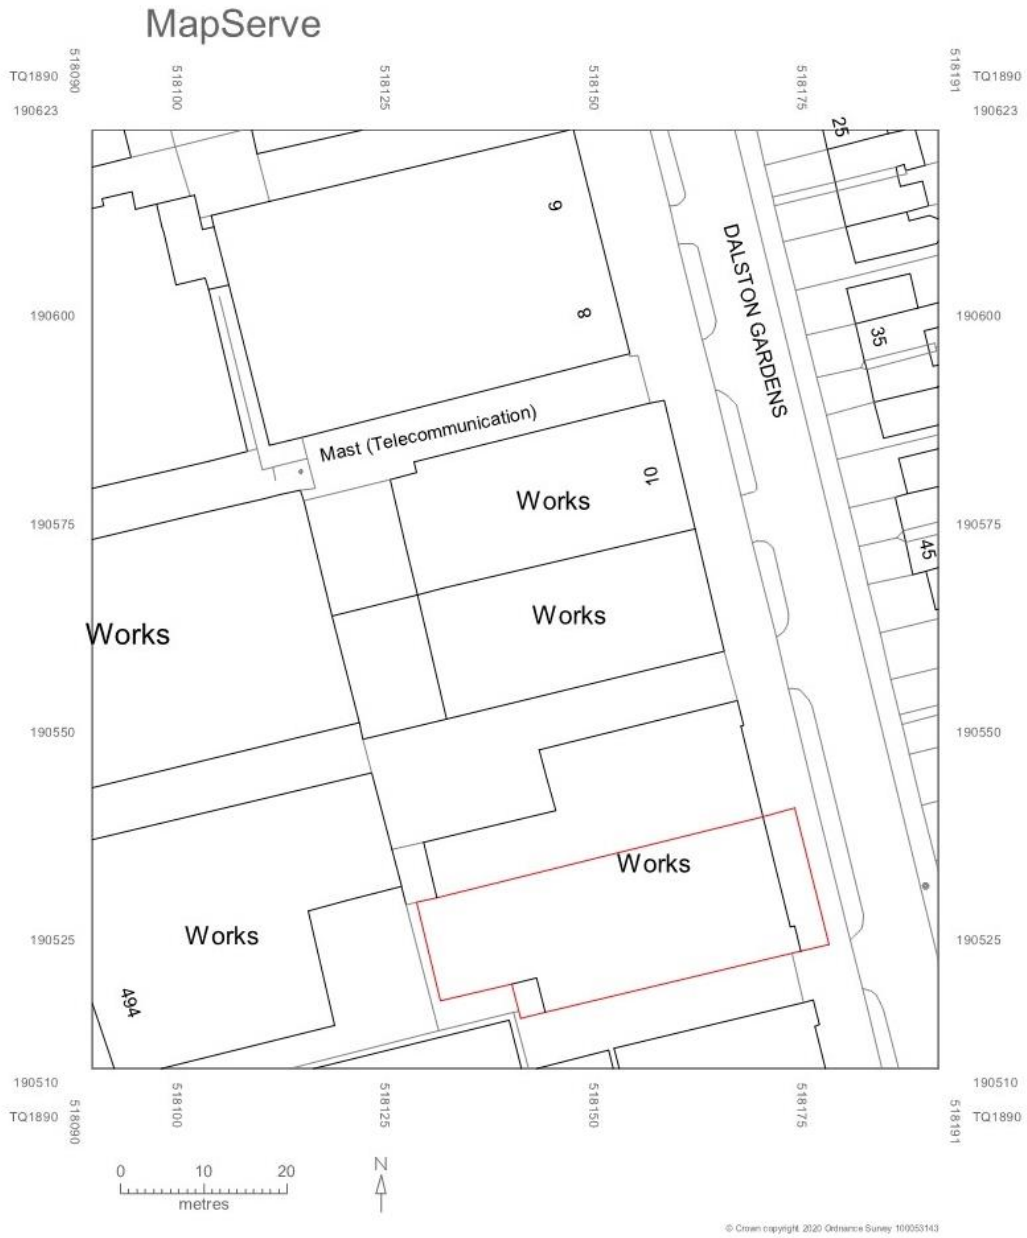 MapServe
518090
518100
518125
518150
518175
518191
TQ1890
TQ1890
190623
190623
25
9
DALSTON GARDENS
190600
8
35
190600
Mast (Telecommunication)
10
Works
190575
45
190575
Works
Works
190550
190550
Works
Works
190525
190525
494
190510
190510
TQ1890
TQ1890
518090
518100
518125
518150
518175
518191
0 10 20
metres
N
© Crown copyright 2020 Ordnance Survey 100053143